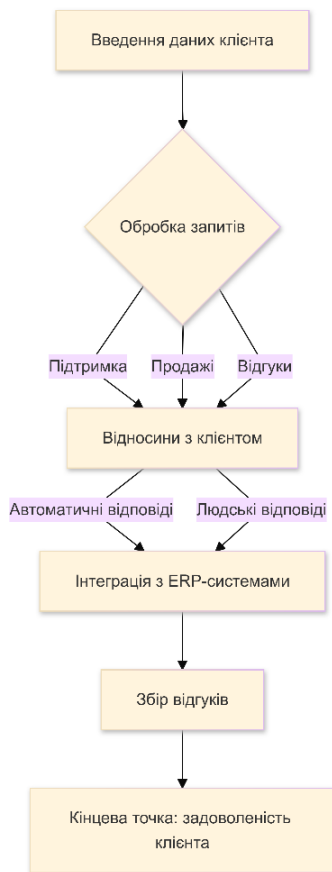 Введення даних клієнта
Обробка запитів
Підтримка
Продажі
Відгуки
Відносини з клієнтом
Автоматичні відповіді
Людські відповіді
Інтеграція з ERP-системами
Збір відгуків
Кінцева точка: задоволеність
клієнта